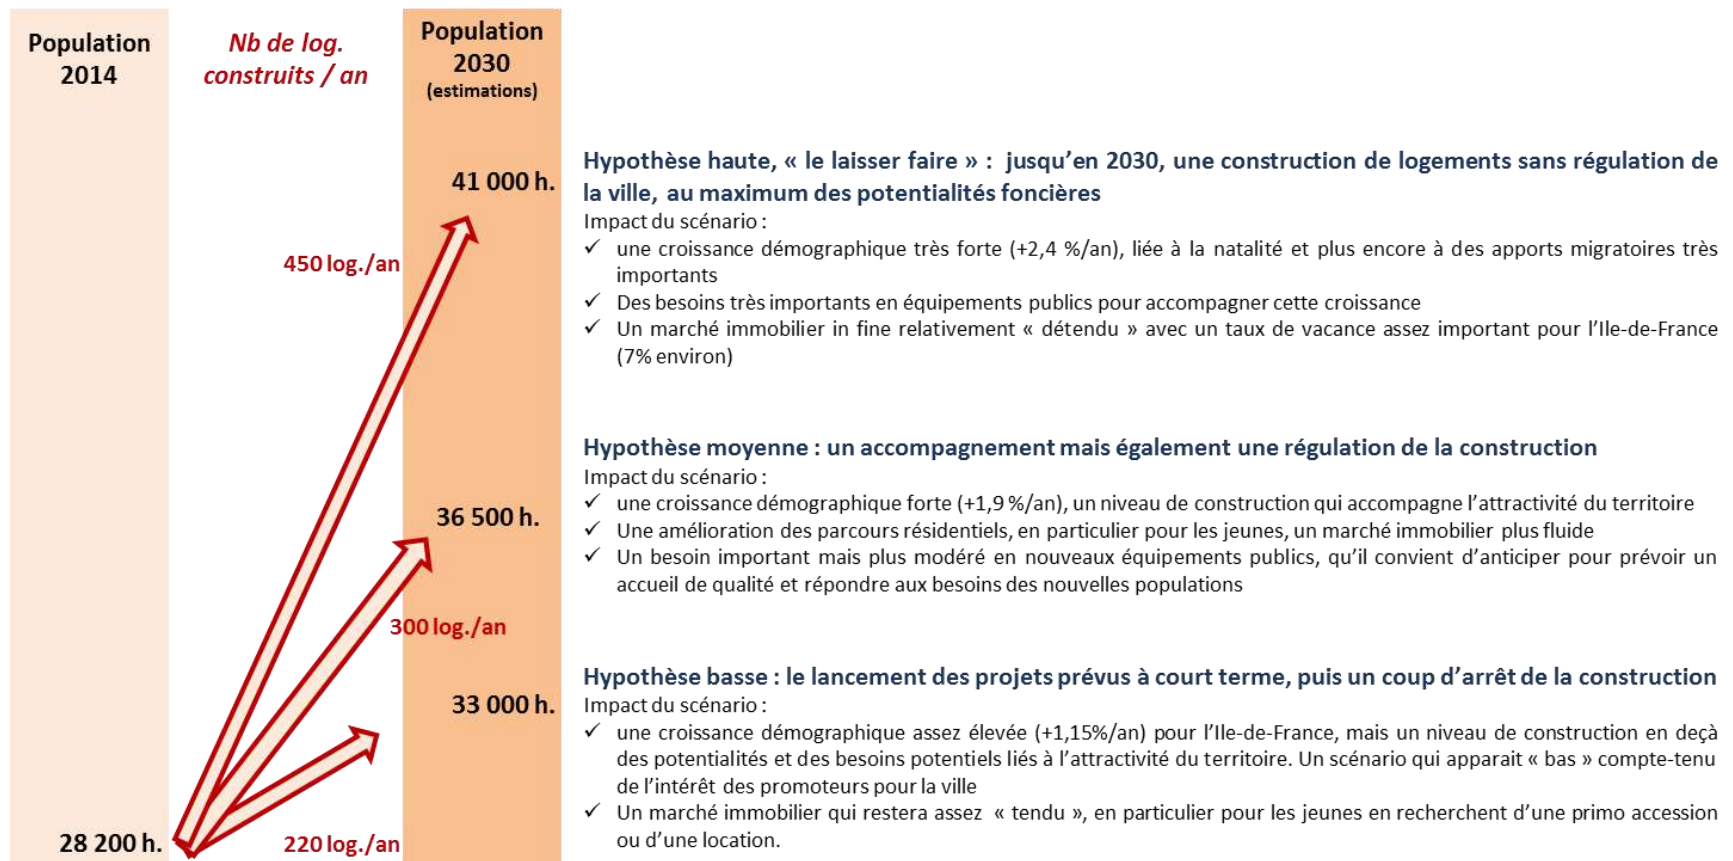 Population
2014
Nb de log.
construits / an
Population
2030
(estimations)
41 000 h.
450 log./an
36 500 h.
300 log./an
33 000 h.
28 200 h.
220 log./an
Hypothèse haute, « le laisser faire » : jusqu’en 2030, une construction de logements sans régulation de
la ville, au maximum des potentialités foncières
Impact du scénario :
✓ une croissance démographique très forte (+2,4 %/an), liée à la natalité et plus encore à des apports migratoires très
importants
✓ Des besoins très importants en équipements publics pour accompagner cette croissance
✓ Un marché immobilier in fine relativement « détendu » avec un taux de vacance assez important pour l’Ile-de-France
(7% environ)
Hypothèse moyenne : un accompagnement mais également une régulation de la construction
Impact du scénario :
✓ une croissance démographique forte (+1,9 %/an), un niveau de construction qui accompagne l’attractivité du territoire
✓ Une amélioration des parcours résidentiels, en particulier pour les jeunes, un marché immobilier plus fluide
✓ Un besoin important mais plus modéré en nouveaux équipements publics, qu’il convient d’anticiper pour prévoir un
accueil de qualité et répondre aux besoins des nouvelles populations
Hypothèse basse : le lancement des projets prévus à court terme, puis un coup d’arrêt de la construction
Impact du scénario :
✓ une croissance démographique assez élevée (+1,15%/an) pour l’Ile-de-France, mais un niveau de construction en deçà
des potentialités et des besoins potentiels liés à l’attractivité du territoire. Un scénario qui apparait « bas » compte-tenu
de l’intérêt des promoteurs pour la ville
✓ Un marché immobilier qui restera assez « tendu », en particulier pour les jeunes en recherchent d’une primo accession
ou d’une location.